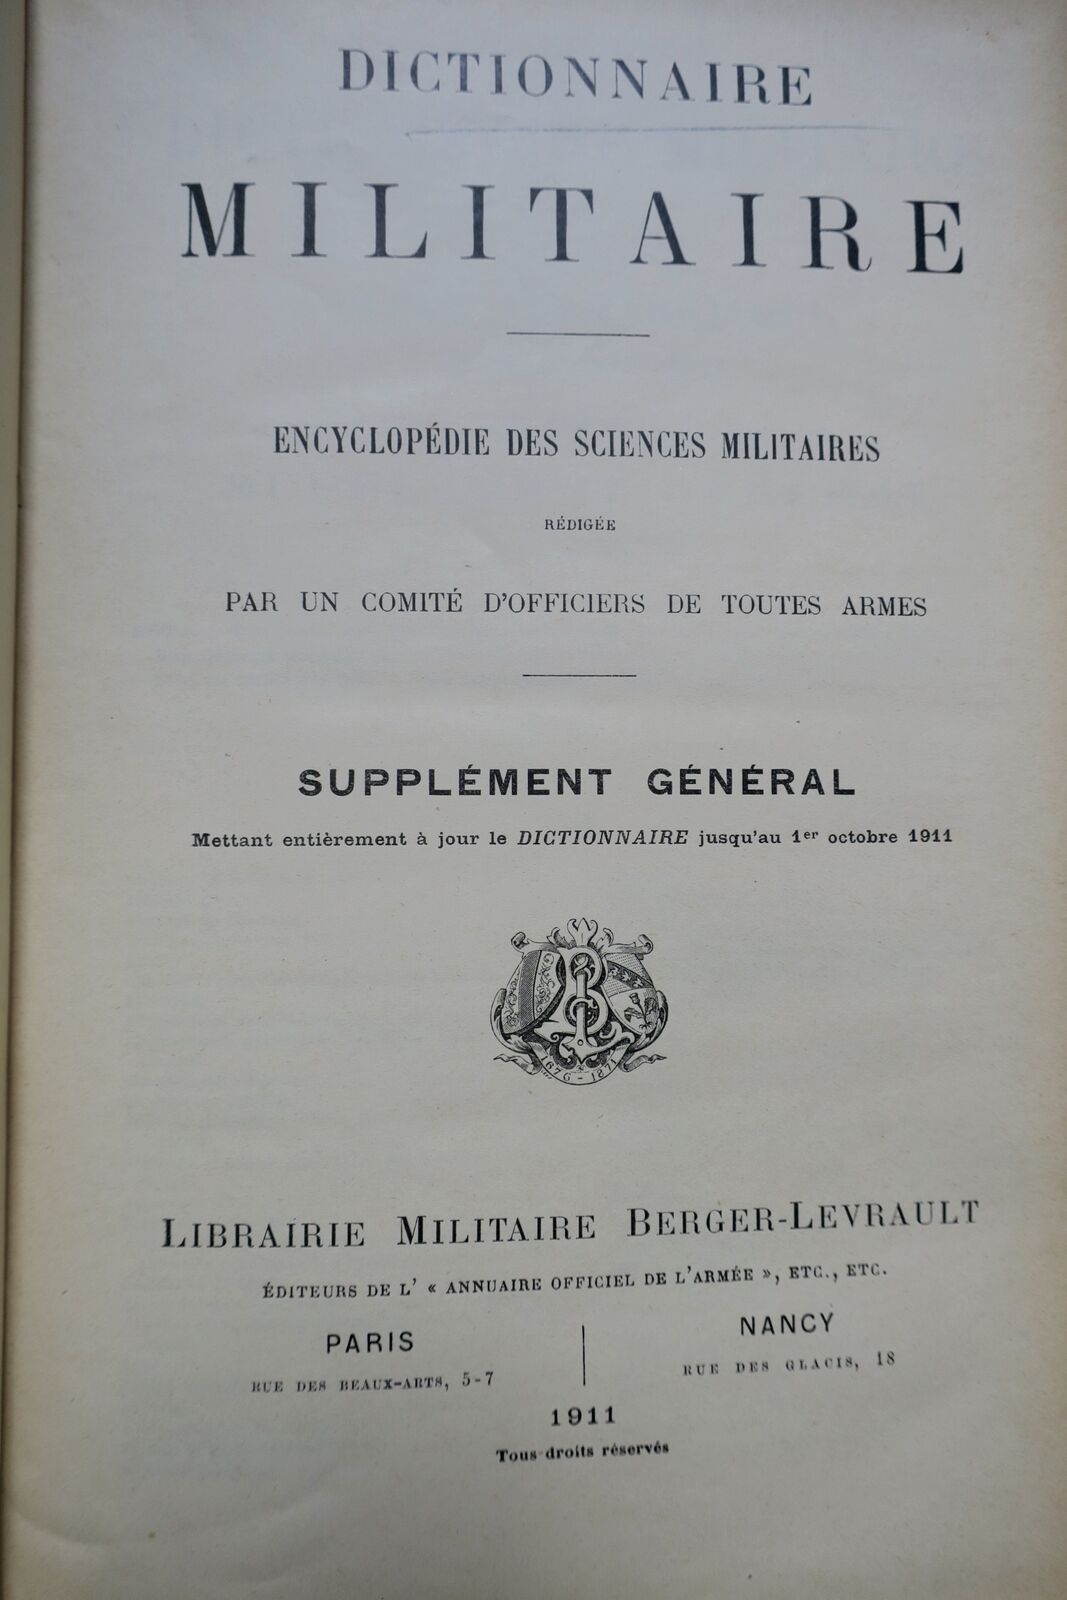 DICTIONNAIRE
MILITAIRE
ENCYCLOPÉDIE DES SCIENCES MILITAIRES
RÉDIGÉE
PAR UN COMITÉ D'OFFICIERS DE TOUTES ARMES
SUPPLÉMENT GÉNÉRAL
Mettant entièrement à jour le DICTIONNAIRE jusqu'au 1er octobre 1911
1676 - 1871
LIBRAIRIE MILITAIRE BERGER-LEVRAULT
ÉDITEURS DE L' « ANNUAIRE OFFICIEL DE L'ARMÉE », ETC., ETC.
PARIS
RUE DES BEAUX-ARTS, 5-7
NANCY
RUE DES GLACIS, 18
1911
Tous droits réservés